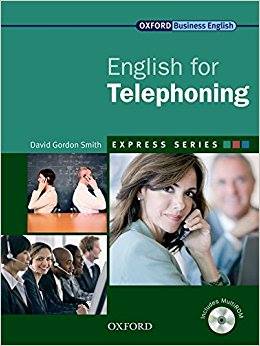 OXFORD Business English
English for
Telephoning
David Gordon Smith
EXPRESS SERIES
Includes MultiROM
OXFORD